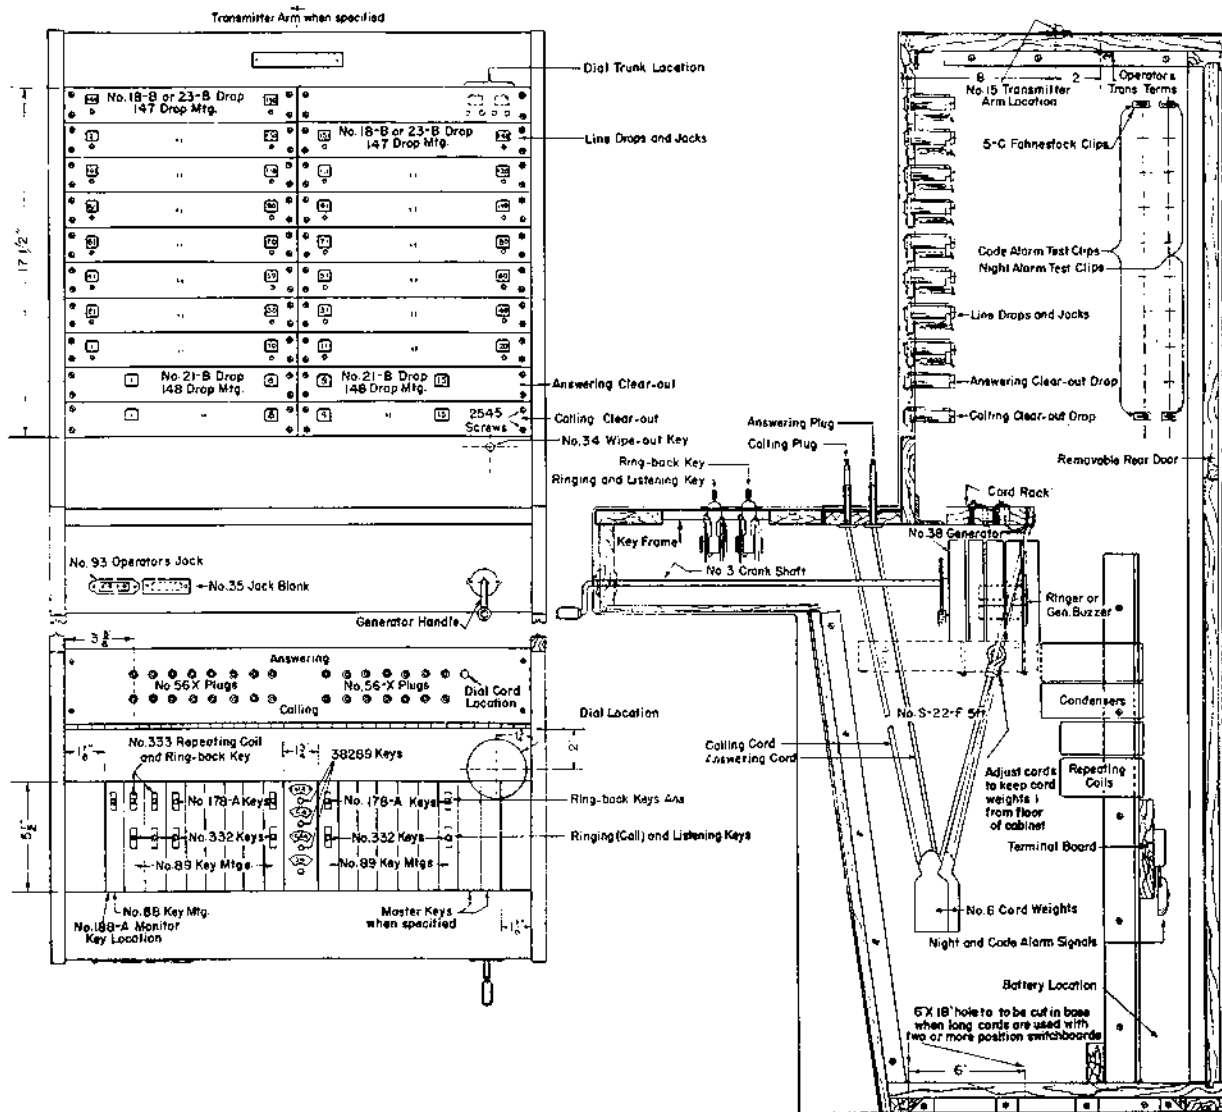 Transmitter Arm when specified
Dial Trunk Location
No.18-B or 23-B Drop
147 Drop Mtg.
No.18-B or 23-B Drop
147 Drop Mtg.
Line Drops and Jacks
17 1/2"
No.21-B Drop
148 Drop Mtg.
No.21-B Drop
148 Drop Mtg.
Answering Clear-out
2545
Screws
Calling Clear-out
No.34 Wipe-out Key
No. 93 Operators Jack
No.35 Jack Blank
Generator Handle
Answering
No.56X Plugs
No.56-X Plugs
Dial Cord
Location
Calling
Dial Location
2"
No.333 Repeating Coil
and Ring-back Key
38289 Keys
No.178-A Keys
No.178-A Keys
Ring-back Keys Ans
No.332 Keys
No.332 Keys
Ringing (Call) and Listening Keys
No.89 Key Mtgs
No.89 Key Mtgs
No.88 Key Mtg.
No.188-A Monitor
Key Location
Master Keys
when specified
8
2
No.15 Transmitter
Arm Location
Operators
Trans Terms
5-C Fahnestock Clips
Code Alarm Test Clips
Night Alarm Test Clips
Line Drops and Jacks
Answering Clear-out Drop
Calling Clear-out Drop
Removable Rear Door
Answering Plug
Calling Plug
Ring-back Key
Ringing and Listening Key
Cord Rack
Key Frame
No.38 Generator
No.3 Crank Shaft
Ringer or
Gen. Buzzer
Condensers
No.S-22-F 5ft
Calling Cord
Answering Cord
Repeating
Coils
Adjust cords
to keep cord
weights 1
from floor
of cabinet
Terminal Board
No.6 Cord Weights
Night and Code Alarm Signals
Battery Location
6"X 18" hole to to be cut in base
when long cords are used with
two or more position switchboards
6"